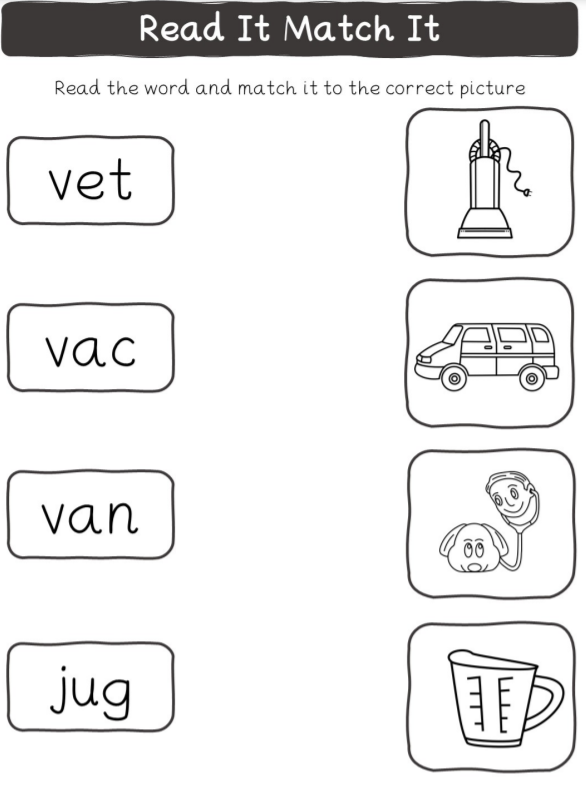 Read It Match It
Read the word and match it to the correct picture
vet
vac
van
jug